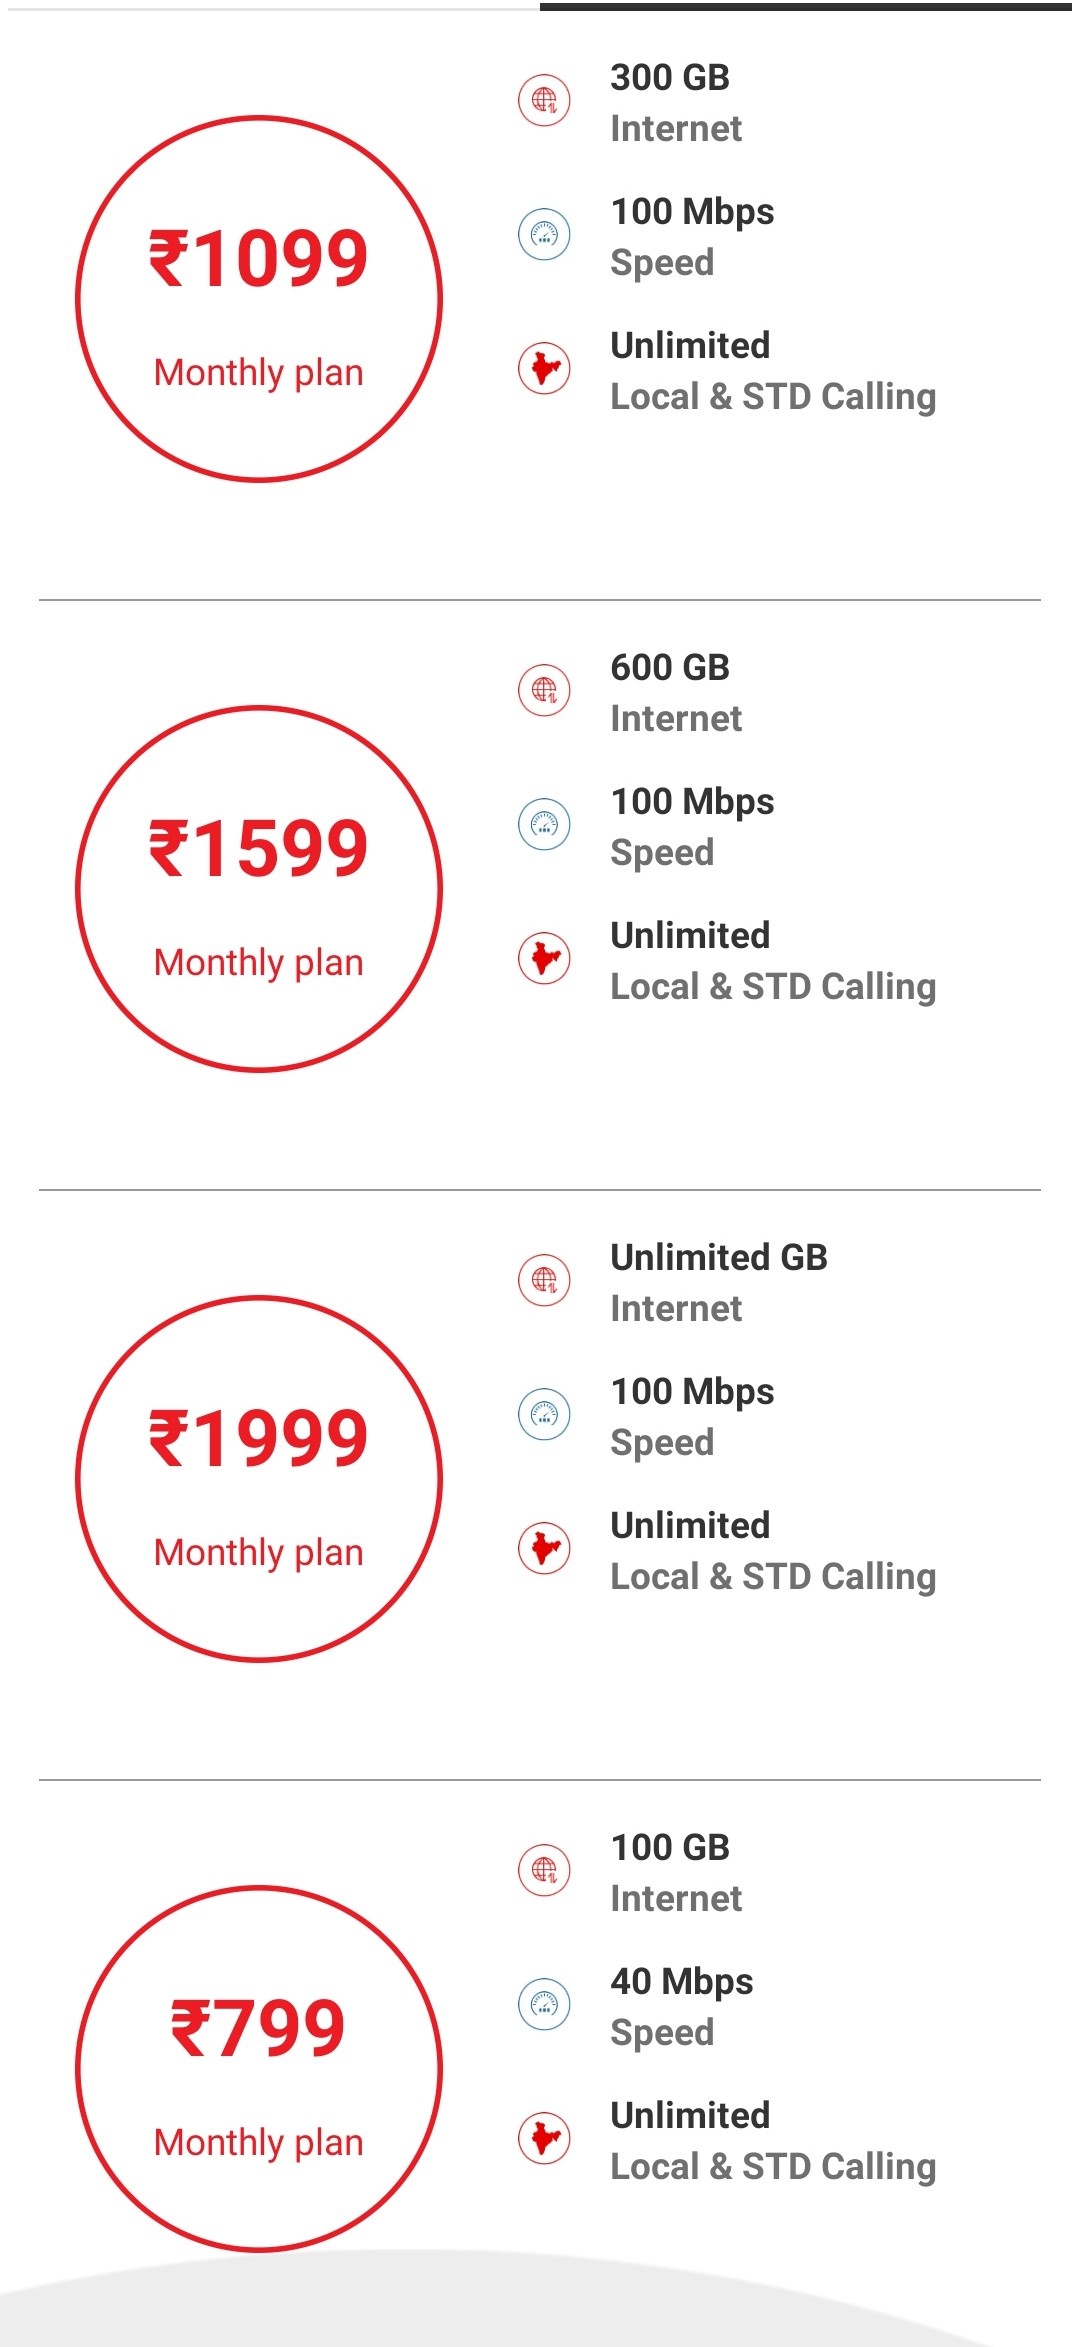 300 GB
Internet
100 Mbps
Speed
₹1099
Monthly plan
Unlimited
Local & STD Calling
600 GB
Internet
100 Mbps
Speed
₹1599
Monthly plan
Unlimited
Local & STD Calling
Unlimited GB
Internet
100 Mbps
Speed
₹1999
Monthly plan
Unlimited
Local & STD Calling
100 GB
Internet
40 Mbps
Speed
₹799
Monthly plan
Unlimited
Local & STD Calling